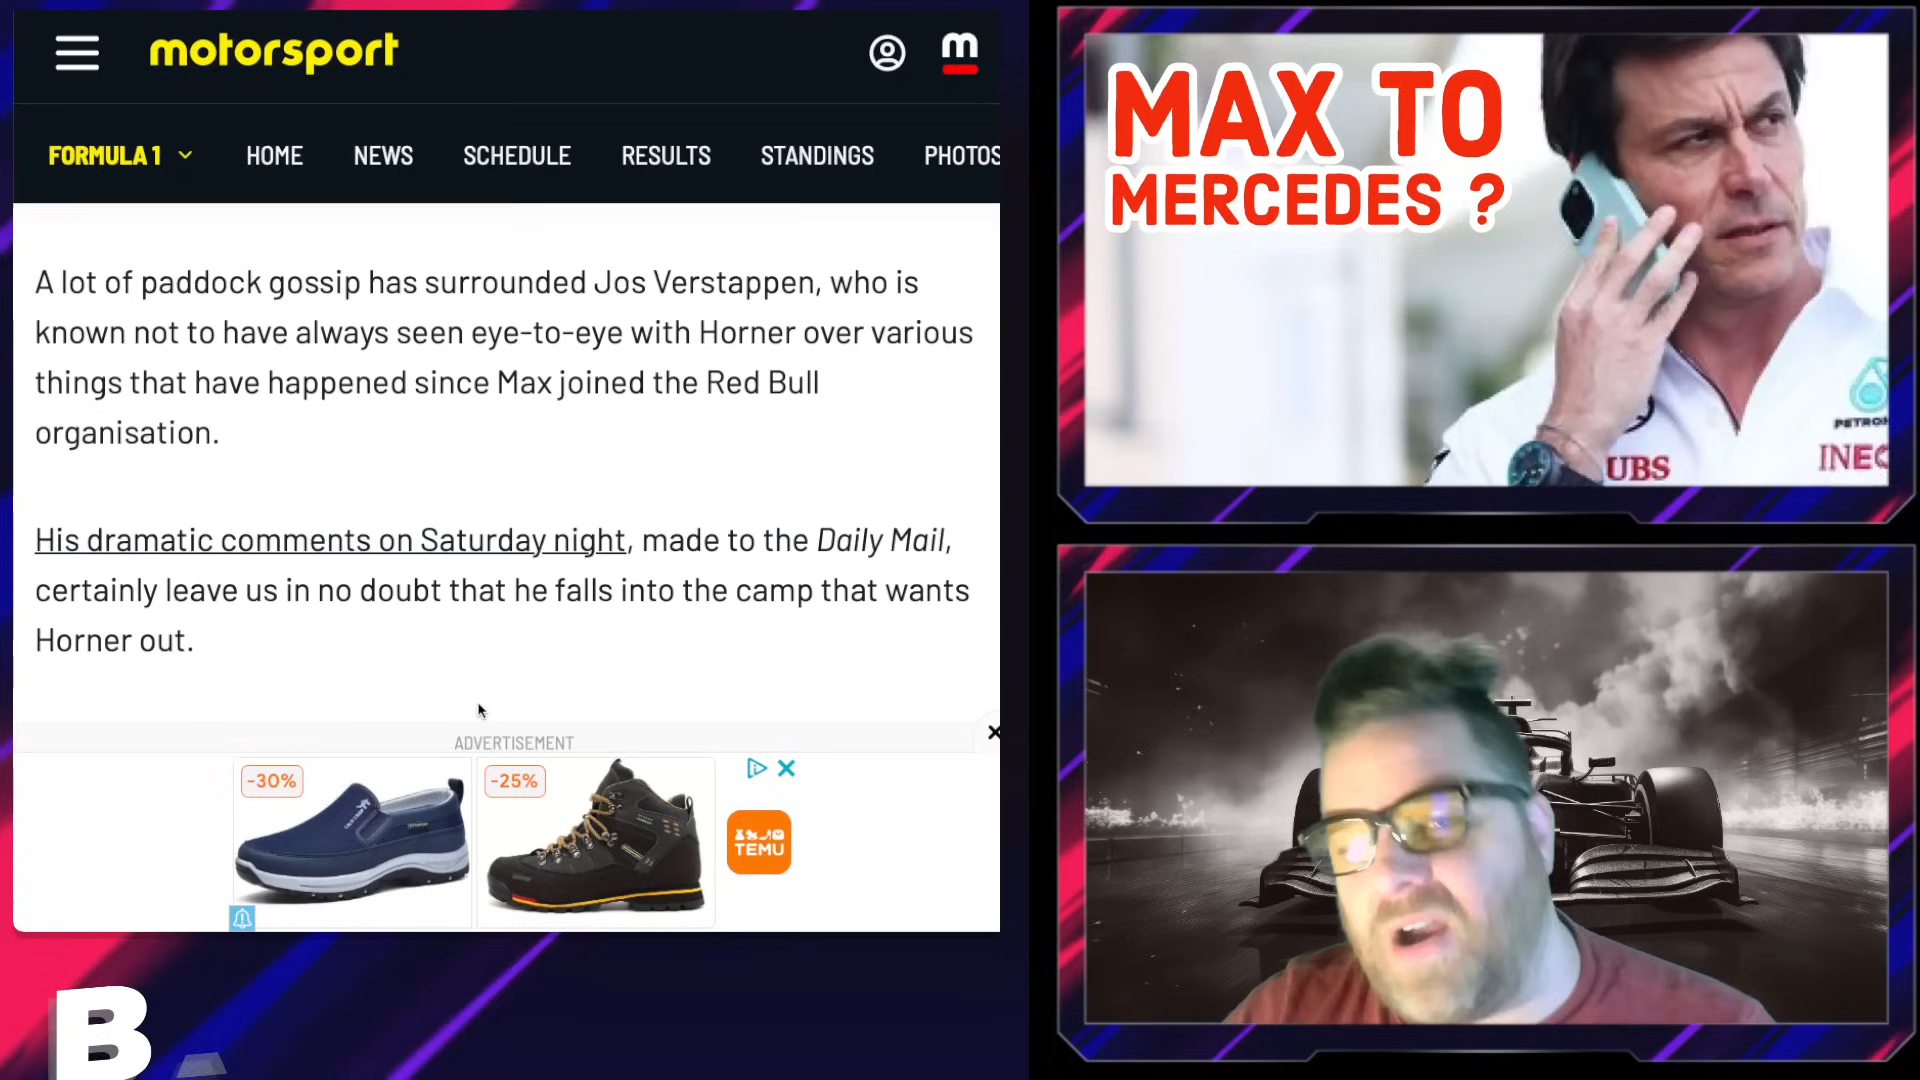 motorsport
m
FORMULA 1
HOME
NEWS
SCHEDULE
RESULTS
STANDINGS
PHOTOS
A lot of paddock gossip has surrounded Jos Verstappen, who is
known not to have always seen eye-to-eye with Horner over various
things that have happened since Max joined the Red Bull
organisation.
His dramatic comments on Saturday night, made to the Daily Mail,
certainly leave us in no doubt that he falls into the camp that wants
Horner out.
ADVERTISEMENT
-30%
-25%
TEMU
B
MAX TO
MERCEDES ?
PETRON
UBS
INEO